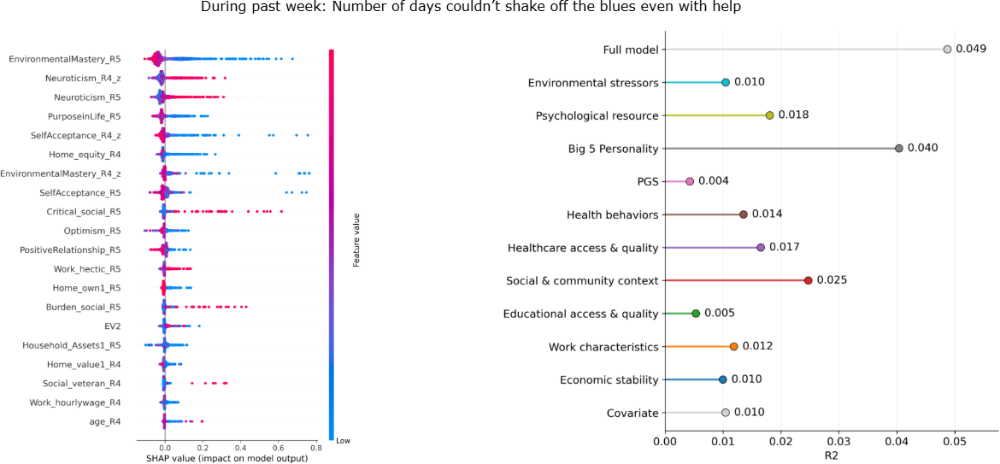 During past week: Number of days couldn’t shake off the blues even with help
EnvironmentalMastery_R5
Neuroticism_R4_z
Neuroticism_R5
PurposeinLife_R5
SelfAcceptance_R4_z
Home_equity_R4
EnvironmentalMastery_R4_z
SelfAcceptance_R5
Critical_social_R5
Optimism_R5
PositiveRelationship_R5
Work_hectic_R5
Home_own1_R5
Burden_social_R5
EV2
Household_Assets1_R5
Home_value1_R4
Social_veteran_R4
Work_hourlywage_R4
age_R4
0.0 0.2 0.4 0.6 0.8
SHAP value (impact on model output)
Low
Feature value
Full model 0.049
Environmental stressors 0.010
Psychological resource 0.018
Big 5 Personality 0.040
PGS 0.004
Health behaviors 0.014
Healthcare access & quality 0.017
Social & community context 0.025
Educational access & quality 0.005
Work characteristics 0.012
Economic stability 0.010
Covariate 0.010
0.00 0.01 0.02 0.03 0.04 0.05
R2